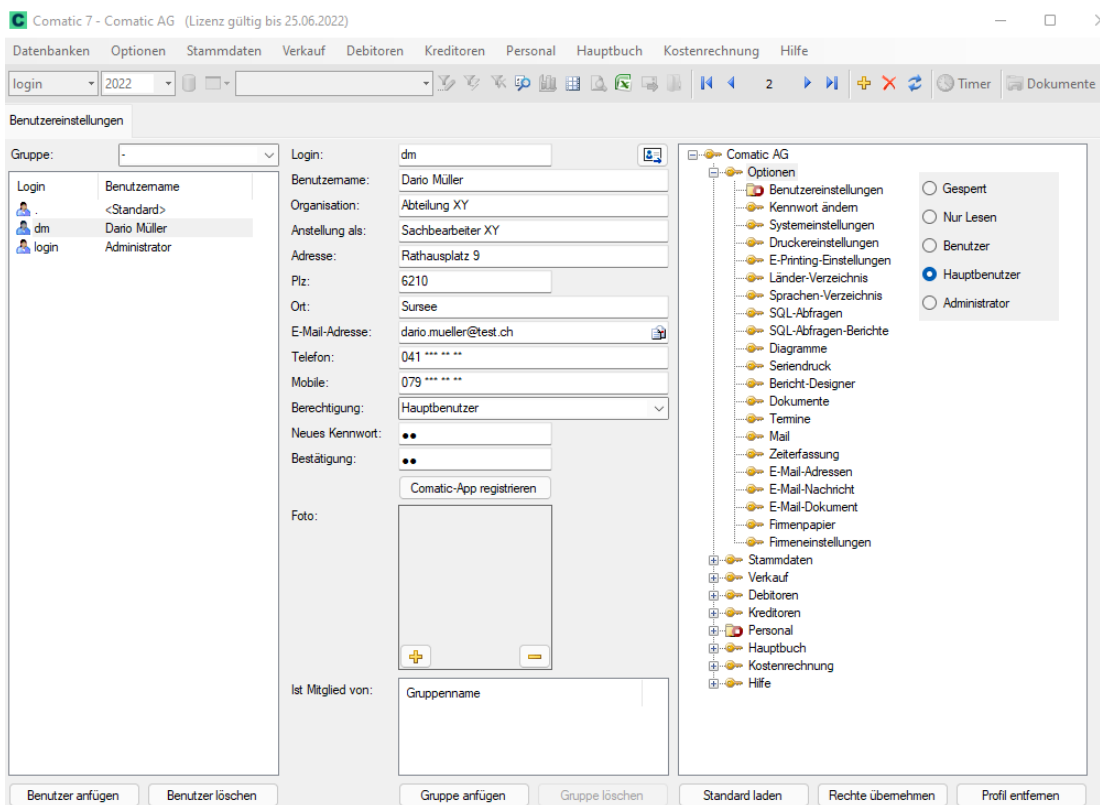 Comatic 7 - Comatic AG (Lizenz gültig bis 25.06.2022)
Datenbanken Optionen Stammdaten Verkauf Debitoren Kreditoren Personal Hauptbuch Kostenrechnung Hilfe
login 2022 2 Timer Dokumente
Benutzereinstellungen
Gruppe: -
Login Benutzername
. <Standard>
dm Dario Müller
login Administrator
Login: dm
Benutzername: Dario Müller
Organisation: Abteilung XY
Anstellung als: Sachbearbeiter XY
Adresse: Rathausplatz 9
Plz: 6210
Ort: Sursee
E-Mail-Adresse: dario.mueller@test.ch
Telefon: 041 *** ** **
Mobile: 079 *** ** **
Berechtigung: Hauptbenutzer
Neues Kennwort: ●●
Bestätigung: ●●
Comatic-App registrieren
Foto:
Ist Mitglied von: Gruppenname
Comatic AG
Optionen
Benutzereinstellungen
Kennwort ändern
Systemeinstellungen
Druckereinstellungen
E-Printing-Einstellungen
Länder-Verzeichnis
Sprachen-Verzeichnis
SQL-Abfragen
SQL-Abfragen-Berichte
Diagramme
Seriendruck
Bericht-Designer
Dokumente
Termine
Mail
Zeiterfassung
E-Mail-Adressen
E-Mail-Nachricht
E-Mail-Dokument
Firmenpapier
Firmeneinstellungen
Stammdaten
Verkauf
Debitoren
Kreditoren
Personal
Hauptbuch
Kostenrechnung
Hilfe
Gesperrt
Nur Lesen
Benutzer
Hauptbenutzer
Administrator
Benutzer anfügen Benutzer löschen Gruppe anfügen Gruppe löschen Standard laden Rechte übernehmen Profil entfernen